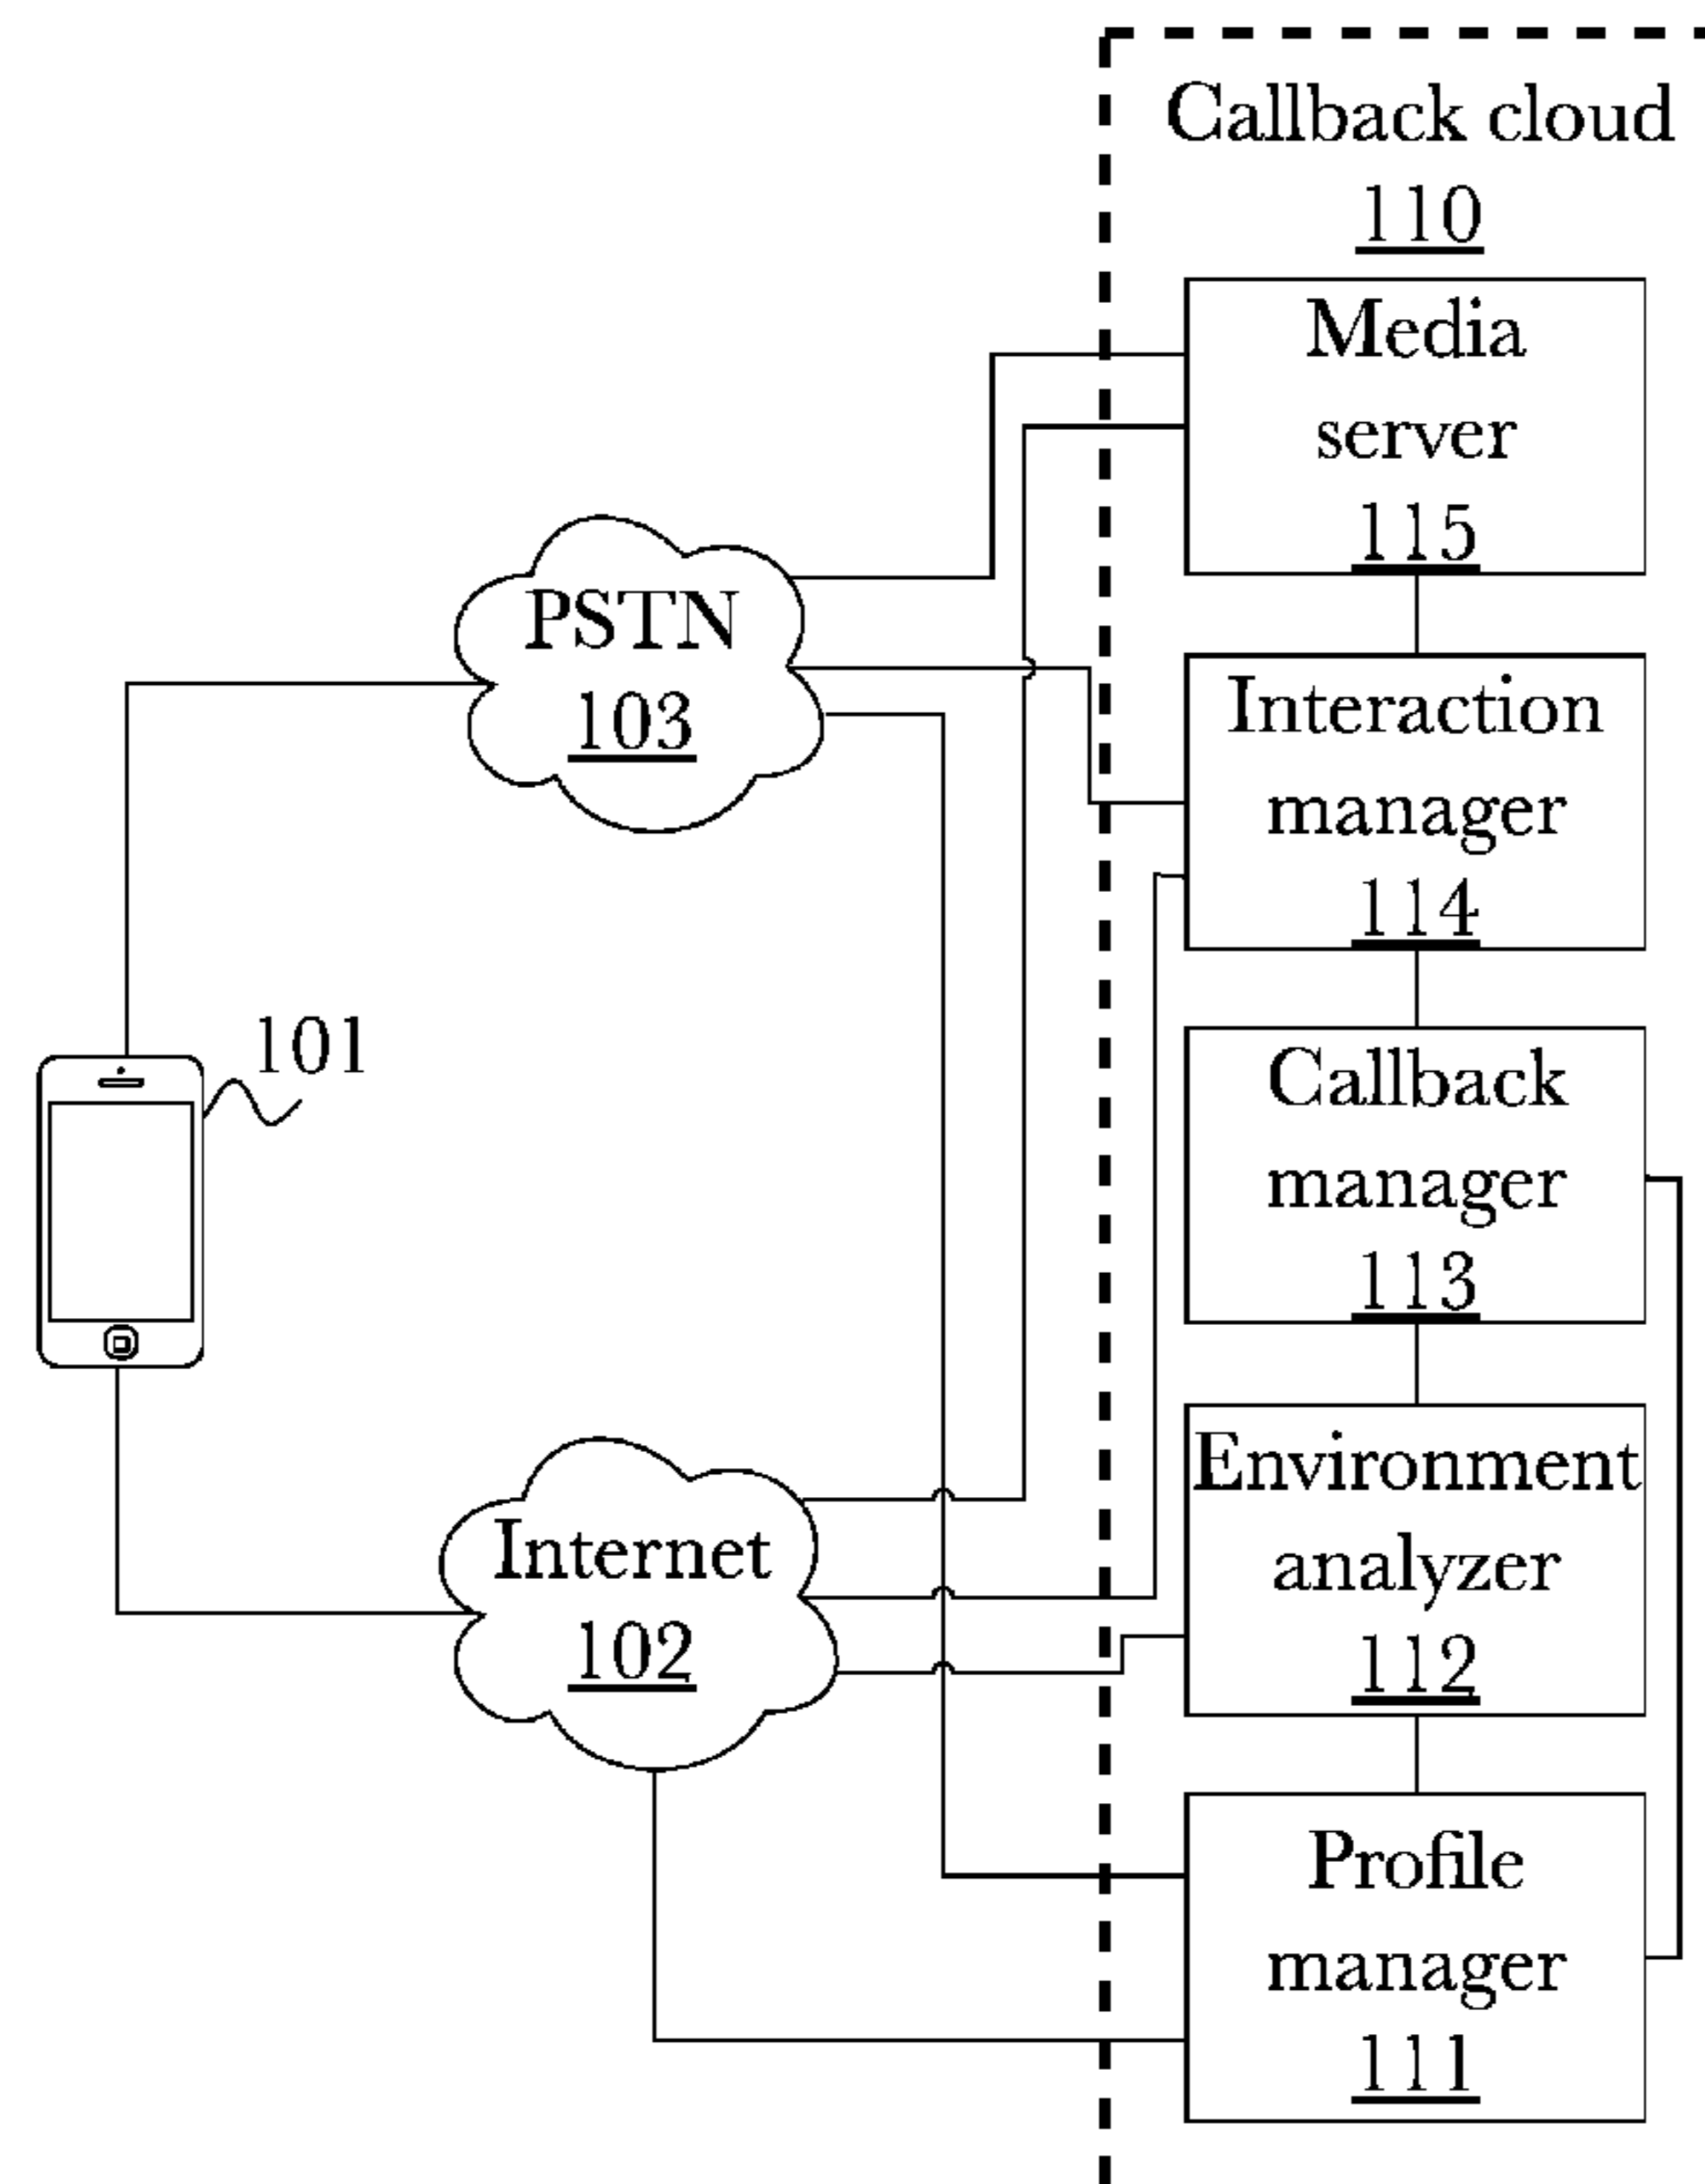 Callback cloud
110
Media
server
115
PSTN
103
Interaction
manager
114
101
Callback
manager
113
Environment
analyzer
112
Internet
102
Profile
manager
111